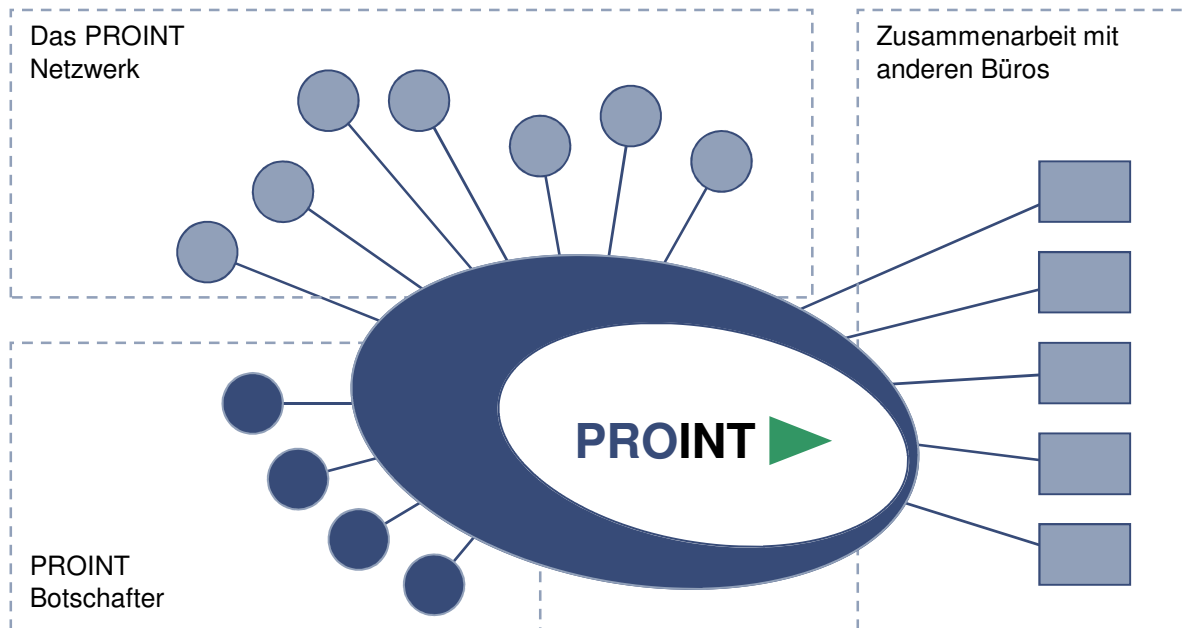 Das PROINT
Netzwerk
Zusammenarbeit mit
anderen Büros
PROINT
PROINT
Botschafter